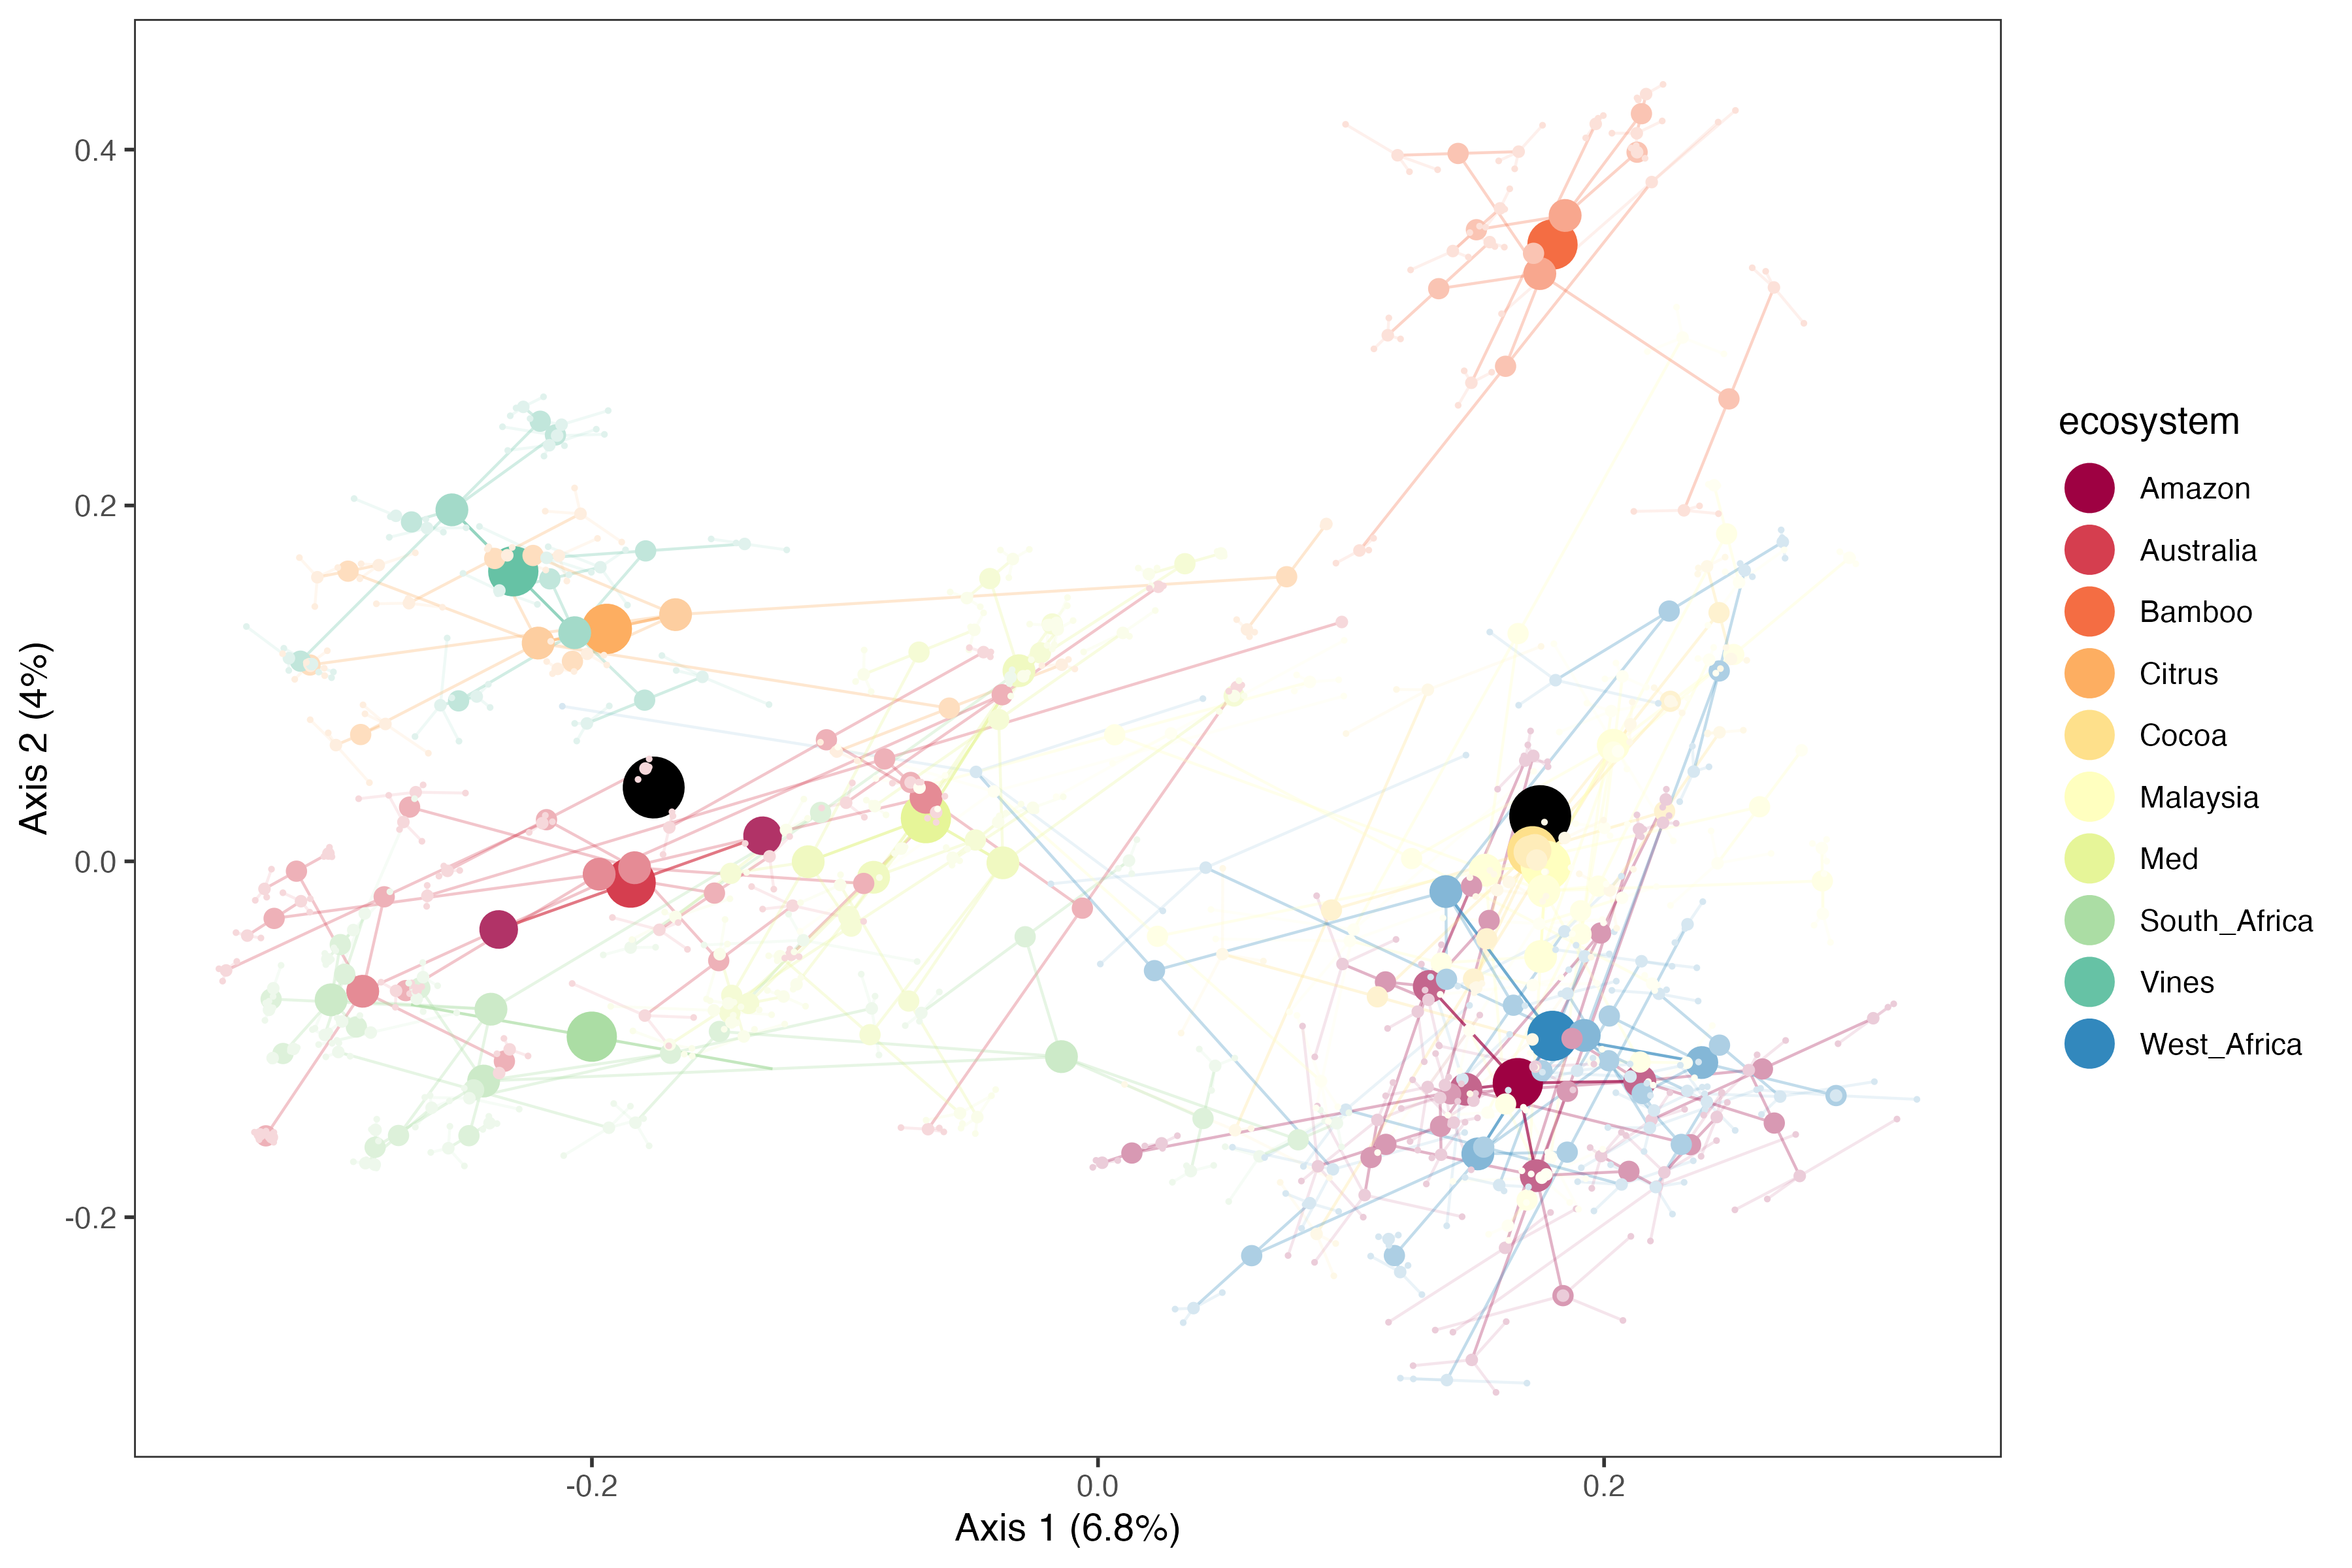 0.4
0.2
0.0
-0.2
Axis 2 (4%)
-0.2
0.0
0.2
Axis 1 (6.8%)
ecosystem
Amazon
Australia
Bamboo
Citrus
Cocoa
Malaysia
Med
South_Africa
Vines
West_Africa